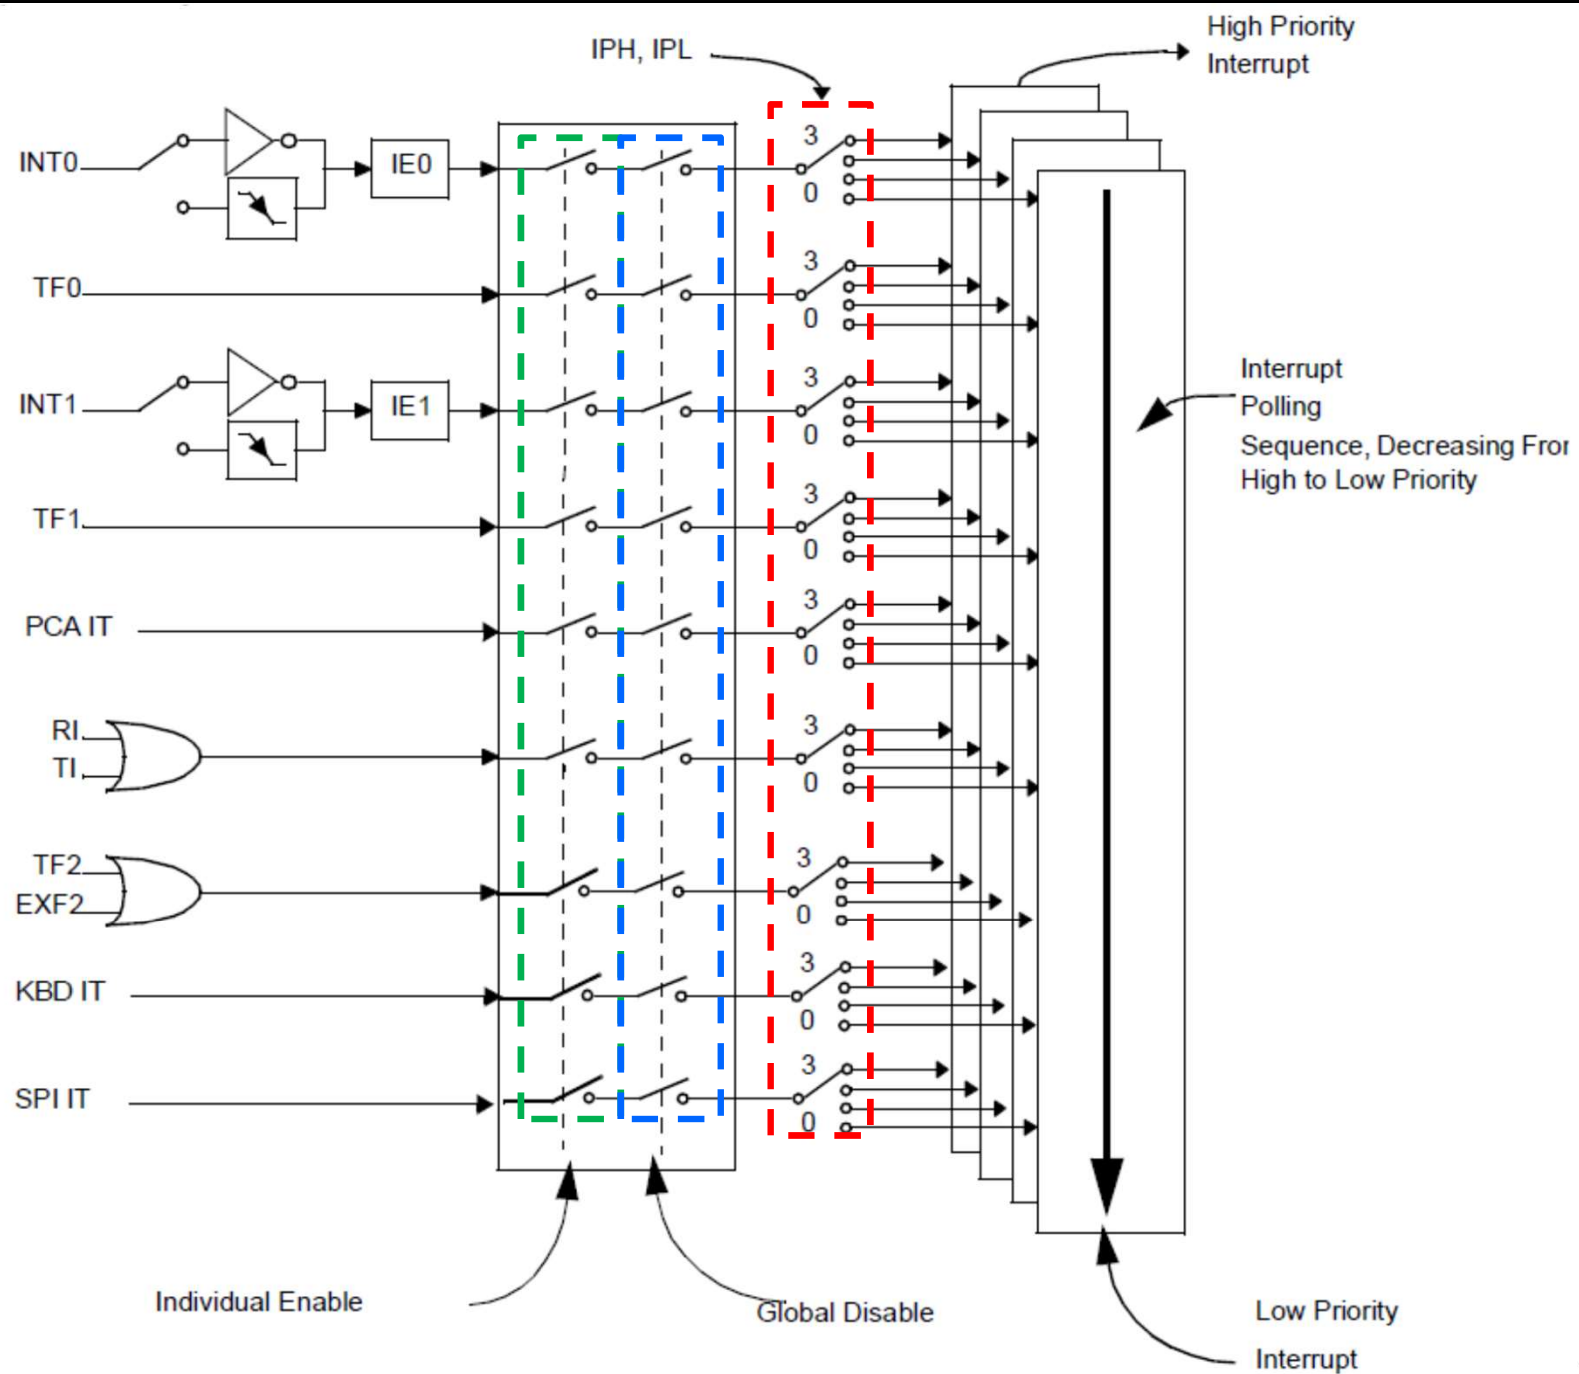 High Priority
Interrupt
IPH, IPL
INT0
IE0
3
0
TF0
3
0
INT1
IE1
3
0
Interrupt
Polling
Sequence, Decreasing Fror
High to Low Priority
TF1
3
0
PCA IT
3
0
RI
TI
3
0
TF2
EXF2
3
0
KBD IT
3
0
SPI IT
3
0
Individual Enable
Global Disable
Low Priority
Interrupt